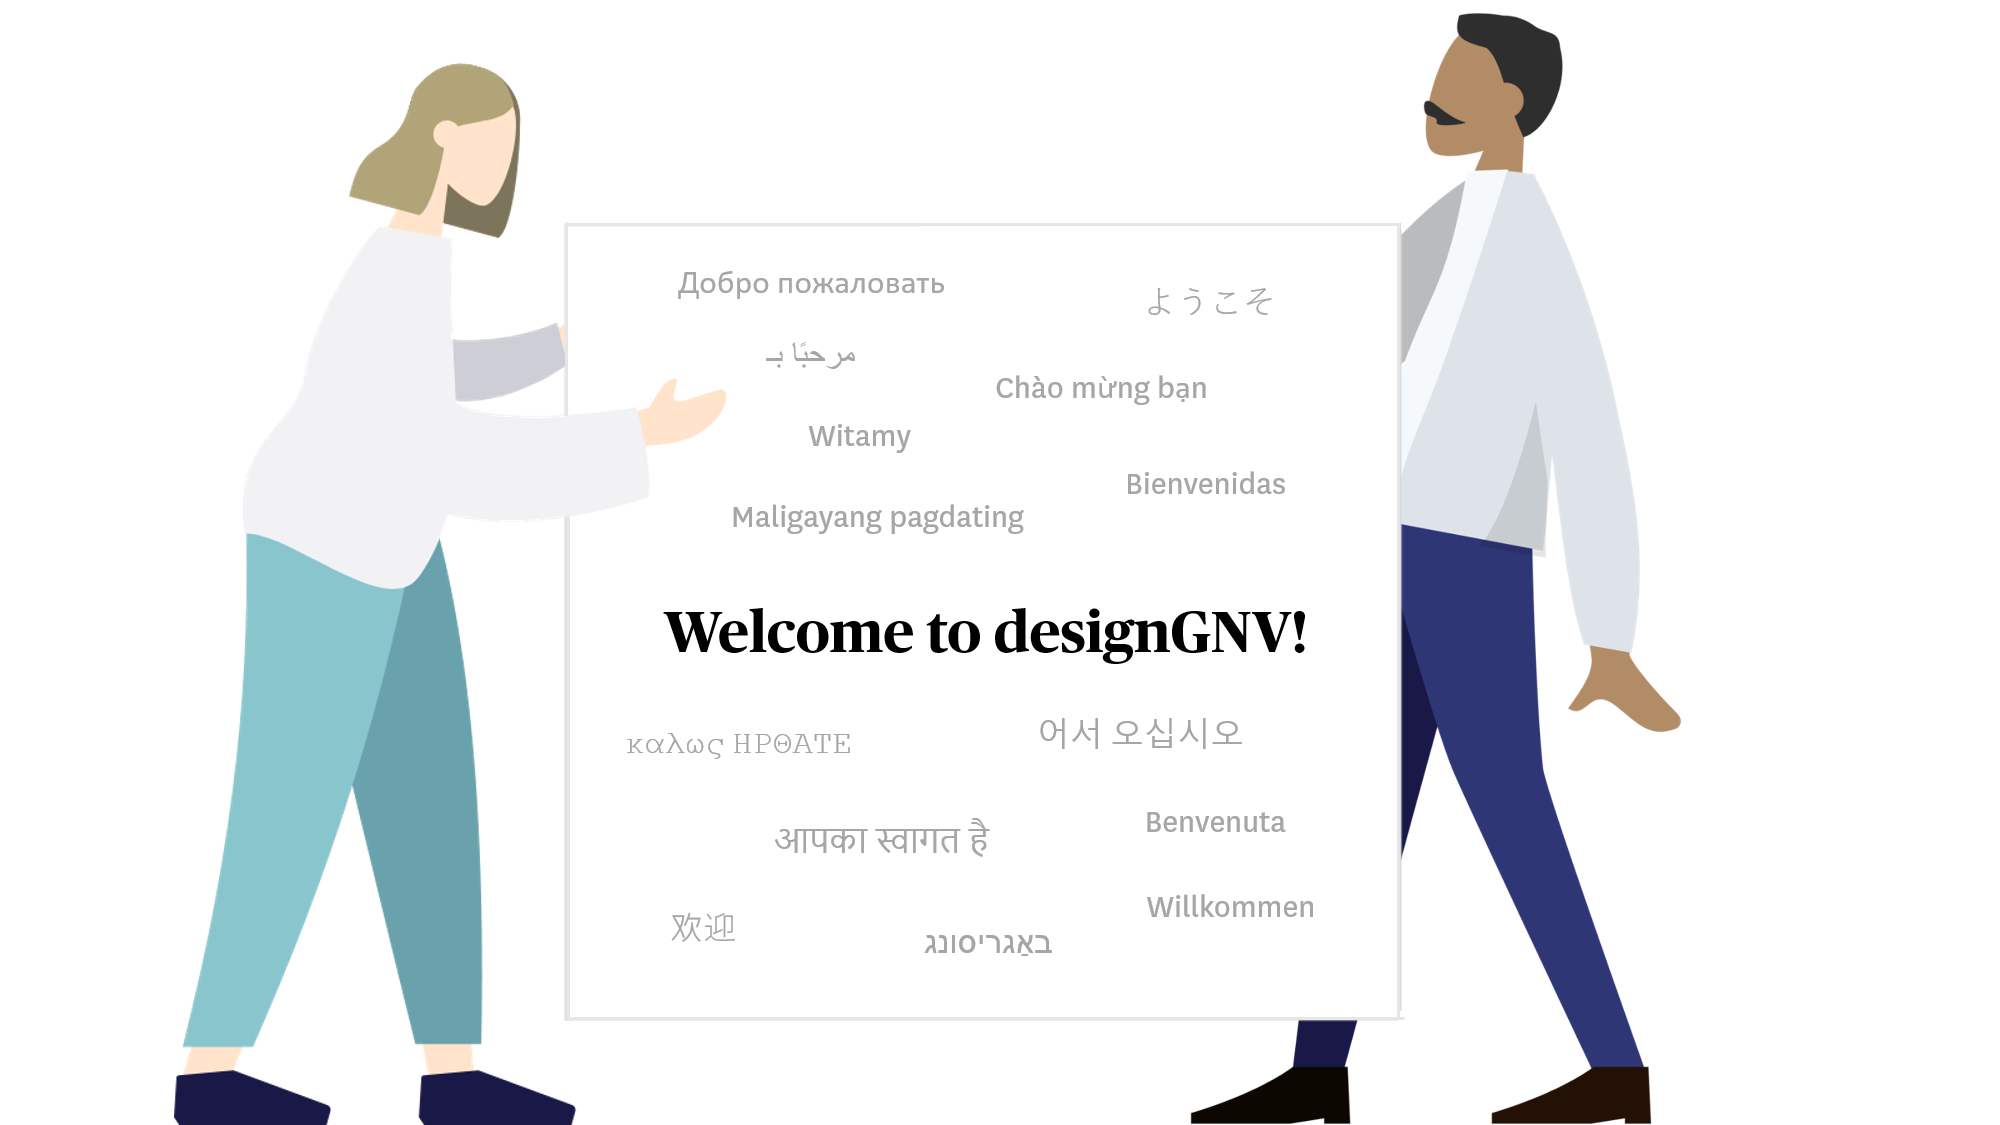 Добро пожаловать
ようこそ
مرحبًا بـ
Chào mừng bạn
Witamy
Bienvenidas
Maligayang pagdating
Welcome to designGNV!
어서 오십시오
καλως ΗΡΘΑΤΕ
Benvenuta
आपका स्वागत है
Willkommen
欢迎
באַגריסונג